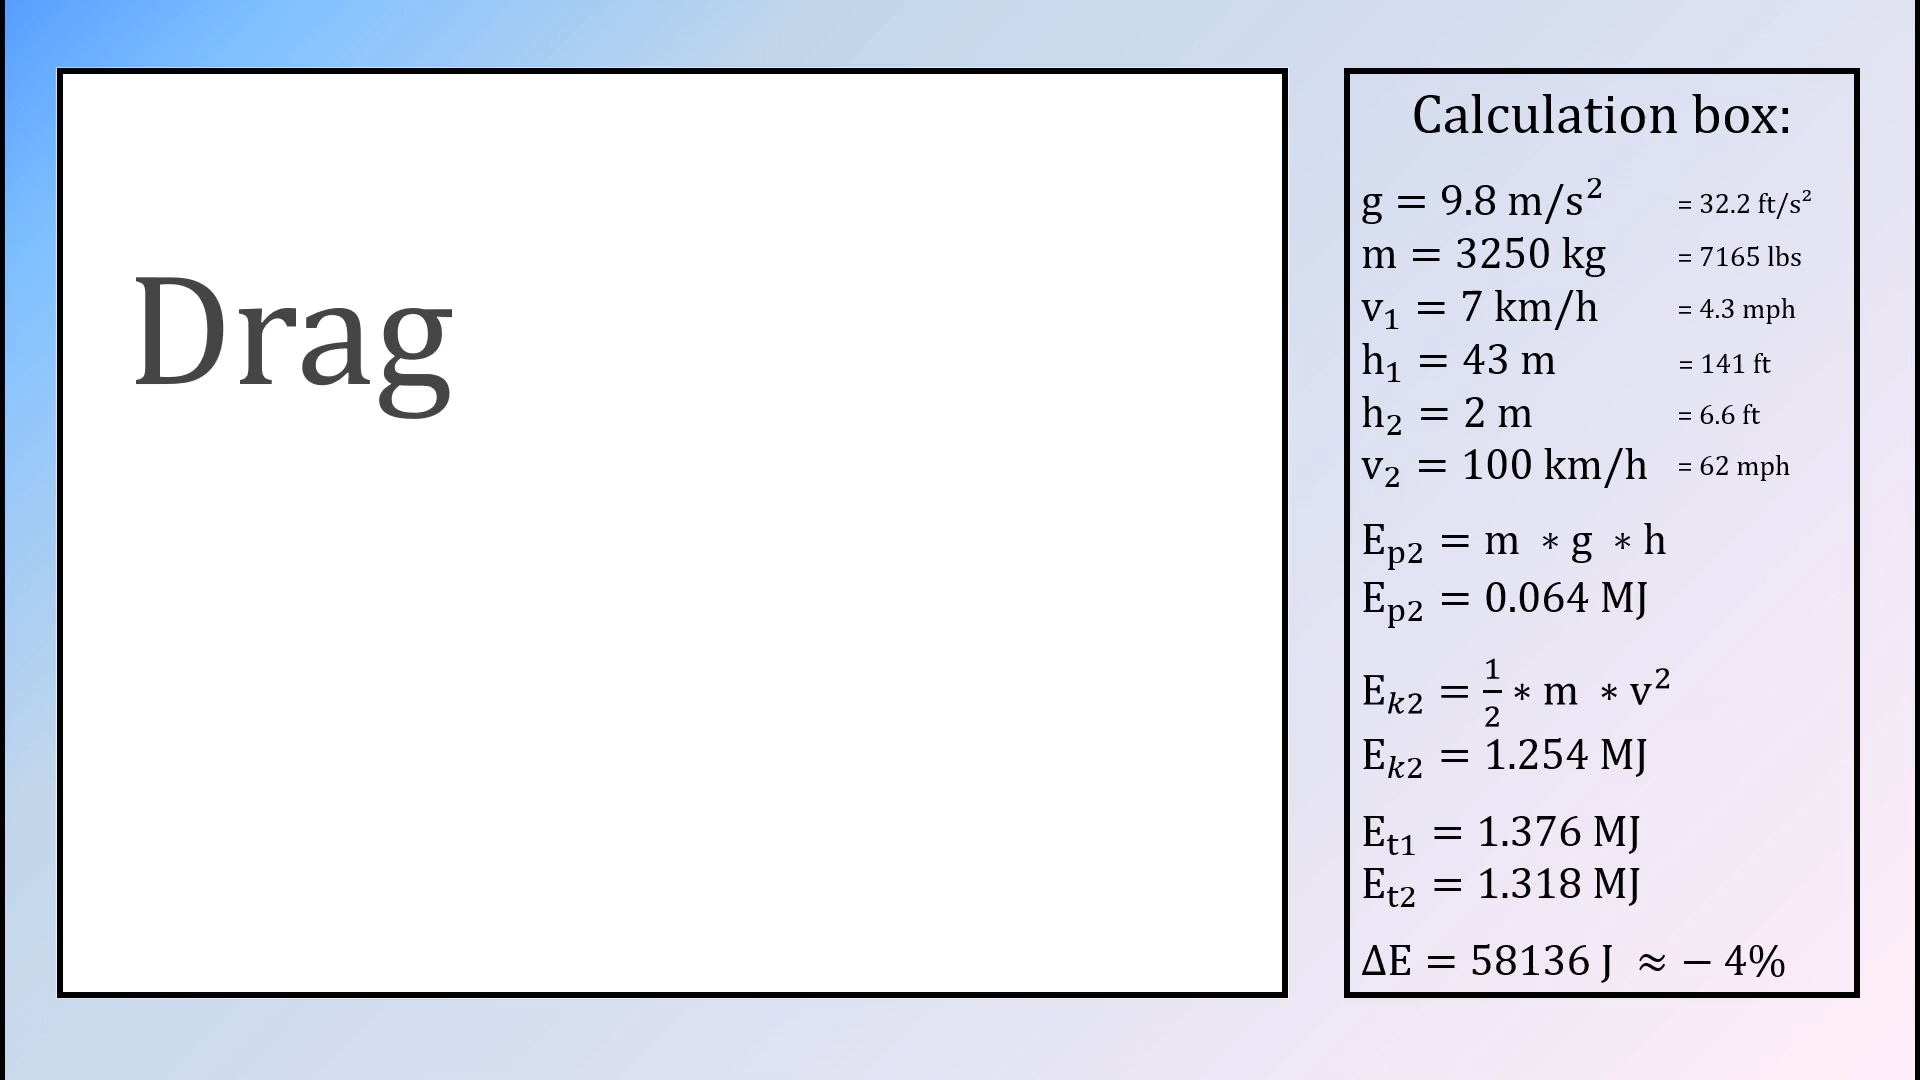 Drag
Calculation box:
g = 9.8 m/s² = 32.2 ft/s²
m = 3250 kg = 7165 lbs
v₁ = 7 km/h = 4.3 mph
h₁ = 43 m = 141 ft
h₂ = 2 m = 6.6 ft
v₂ = 100 km/h = 62 mph
Eₚ₂ = m ∗ g ∗ h
Eₚ₂ = 0.064 MJ
Eₖ₂ = ½ ∗ m ∗ v²
Eₖ₂ = 1.254 MJ
Eₜ₁ = 1.376 MJ
Eₜ₂ = 1.318 MJ
ΔE = 58136 J ≈ − 4%